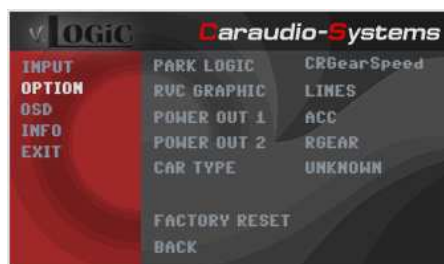 v.LOGiC
Caraudio-Systems
INPUT
OPTION
OSD
INFO
EXIT
PARK LOGIC CRGearSpeed
RVC GRAPHIC LINES
POWER OUT 1 ACC
POWER OUT 2 RGEAR
CAR TYPE UNKNOWN
FACTORY RESET
BACK